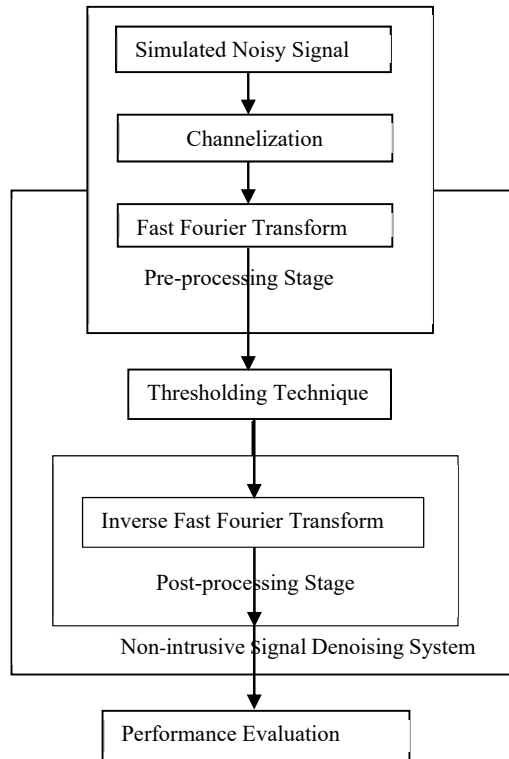 Simulated Noisy Signal
Channelization
Fast Fourier Transform
Pre-processing Stage
Thresholding Technique
Inverse Fast Fourier Transform
Post-processing Stage
Non-intrusive Signal Denoising System
Performance Evaluation